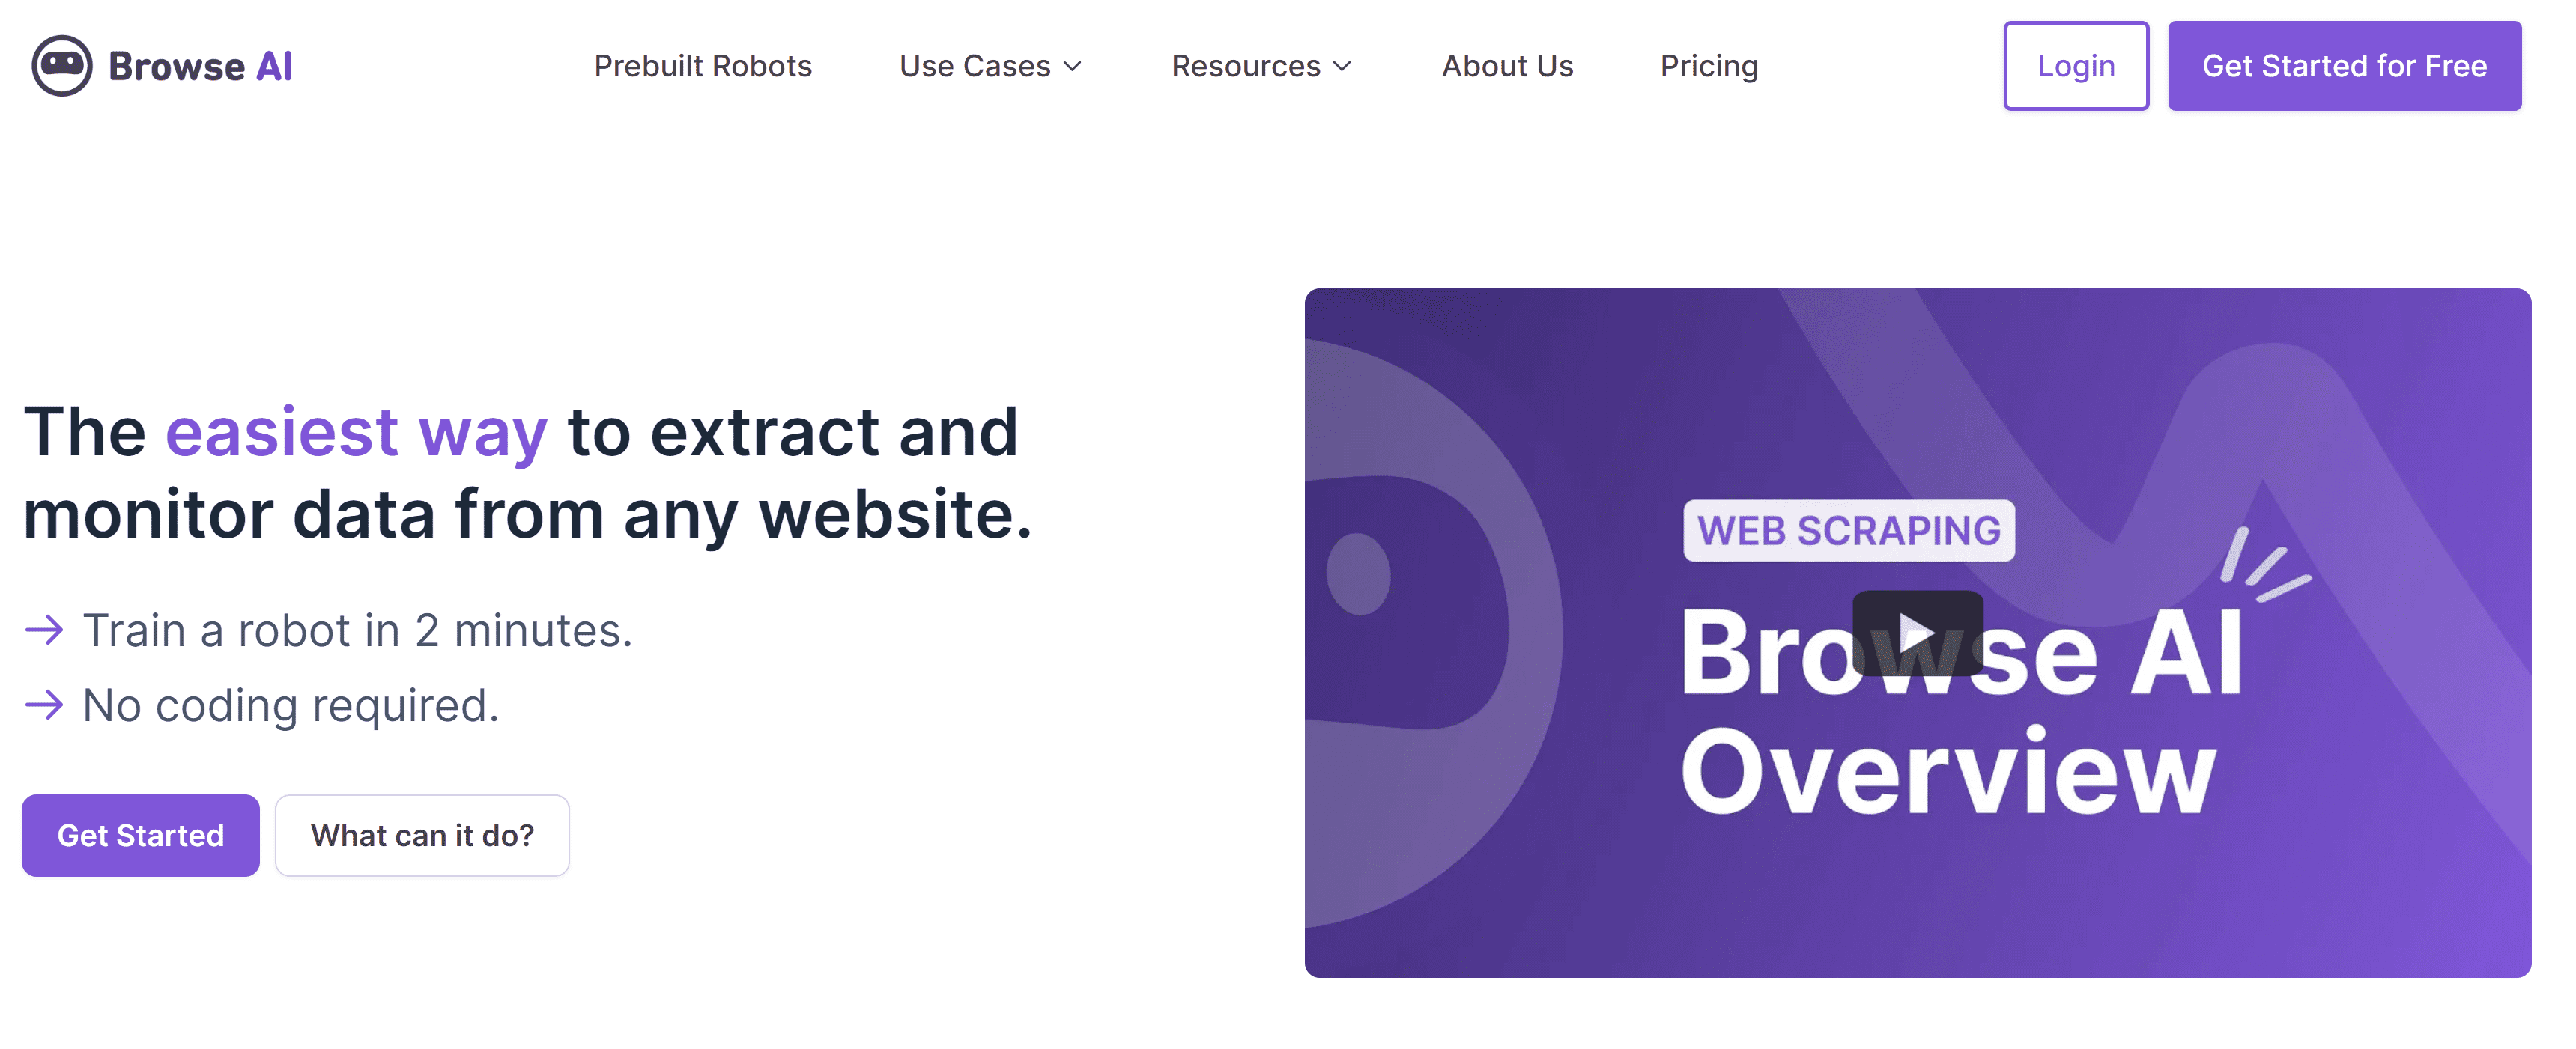 Browse AI
Prebuilt Robots
Use Cases
Resources
About Us
Pricing
Login
Get Started for Free
The easiest way to extract and
monitor data from any website.
→ Train a robot in 2 minutes.
→ No coding required.
Get Started
What can it do?
WEB SCRAPING
Browse AI
Overview